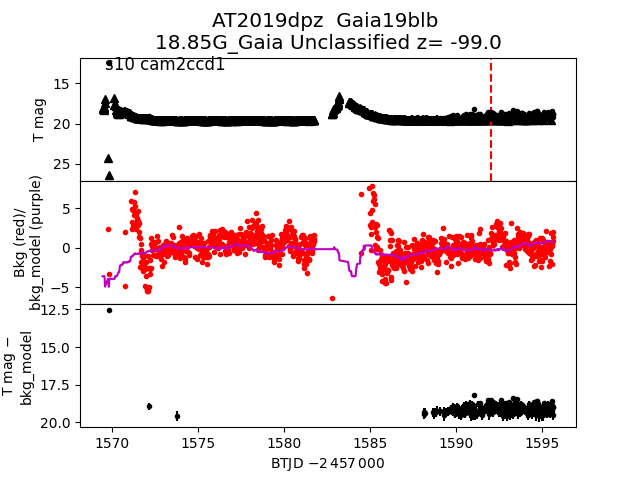 AT2019dpz  Gaia19blb
18.85G_Gaia Unclassified z= -99.0
s10 cam2ccd1
T mag
15
20
25
Bkg (red)/
bkg_model (purple)
5
0
−5
T mag −
bkg_model
12.5
15.0
17.5
20.0
1570
1575
1580
1585
1590
1595
BTJD −2 457 000